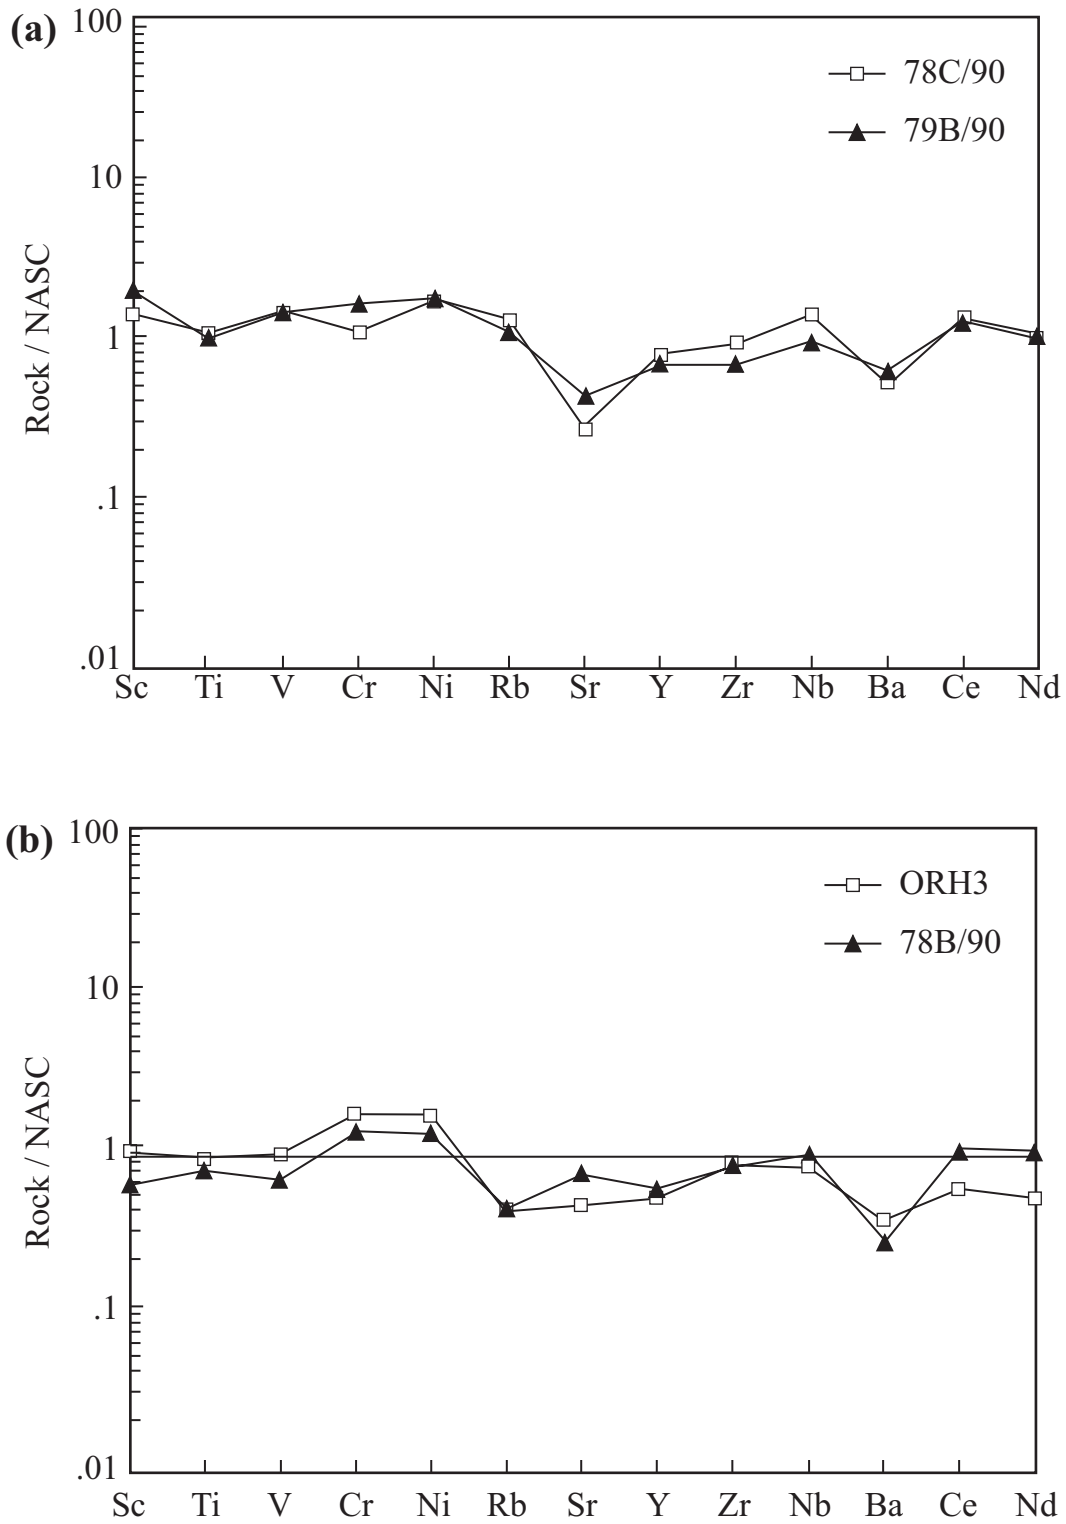 (a)
100
10
1
.1
.01
Rock / NASC
78C/90
79B/90
Sc Ti V Cr Ni Rb Sr Y Zr Nb Ba Ce Nd
(b)
100
10
1
.1
.01
Rock / NASC
ORH3
78B/90
Sc Ti V Cr Ni Rb Sr Y Zr Nb Ba Ce Nd